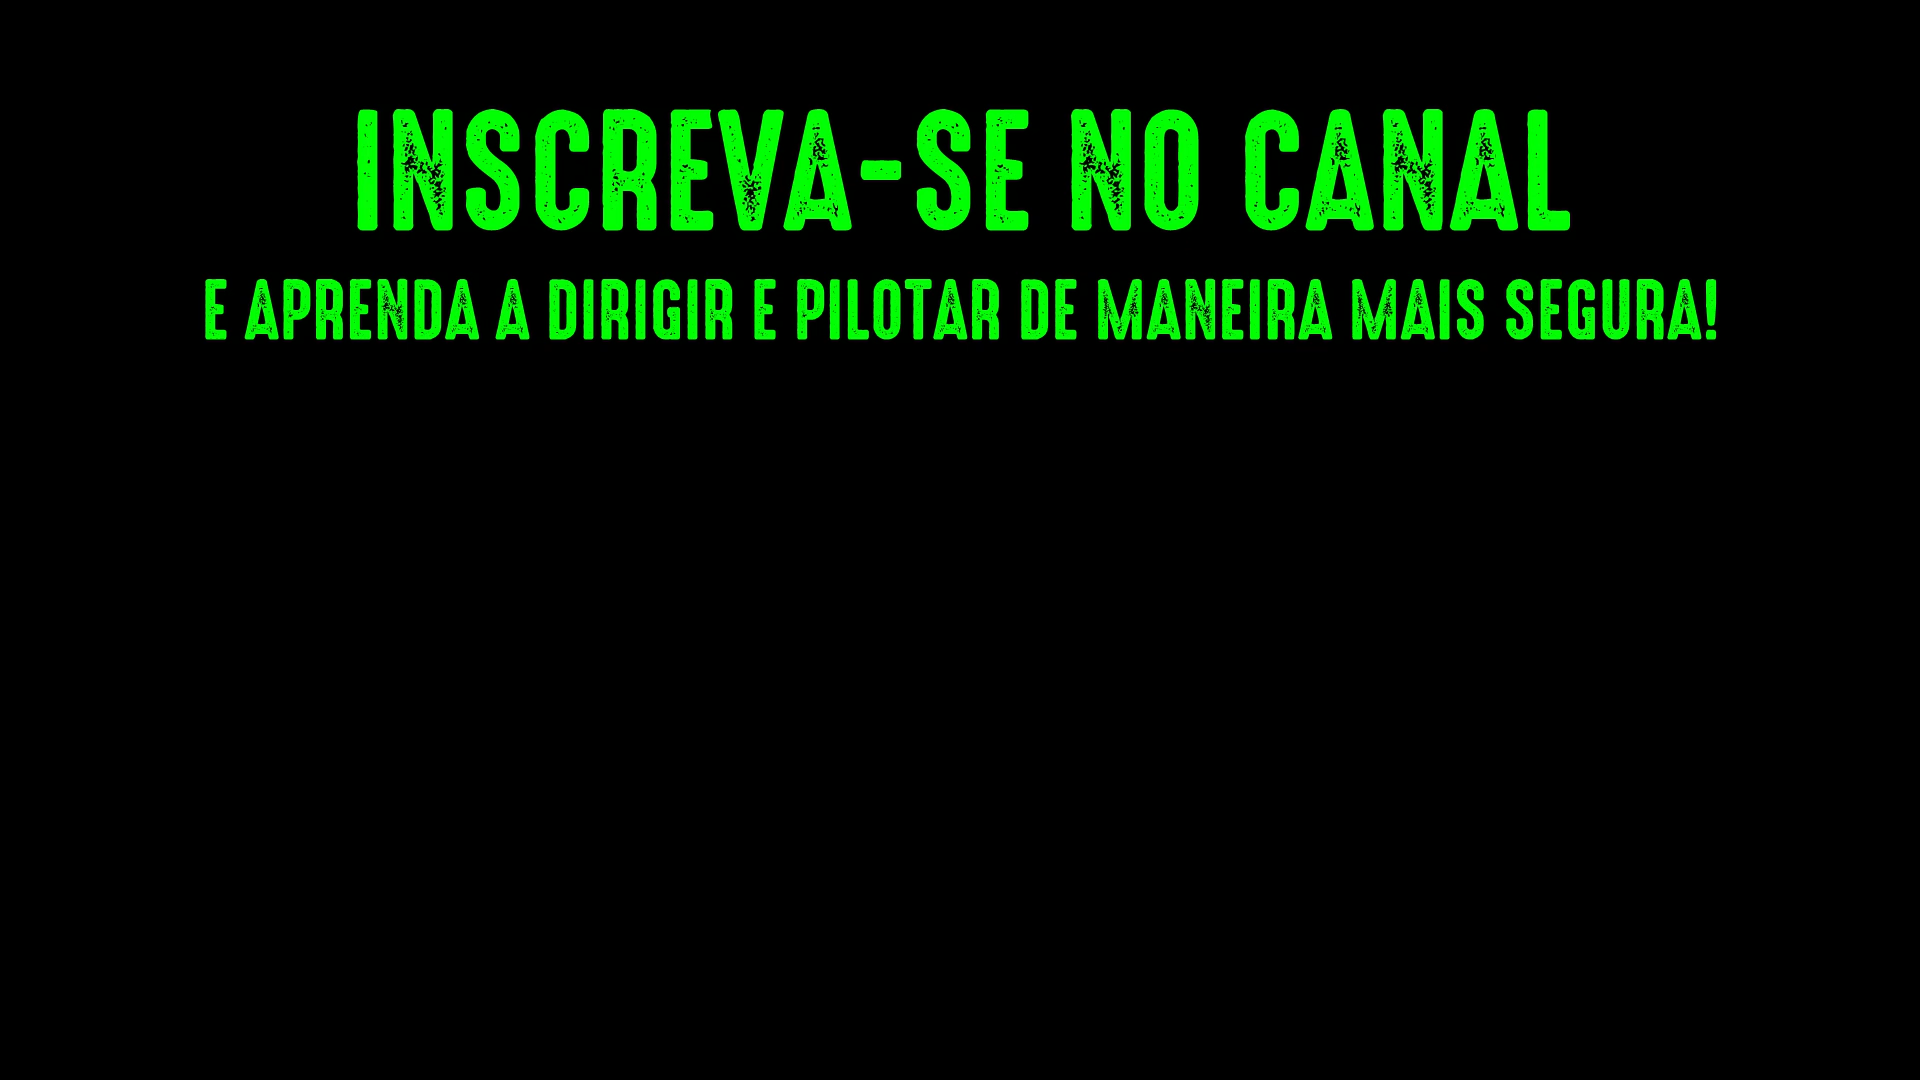 INSCREVA-SE NO CANAL
E APRENDA A DIRIGIR E PILOTAR DE MANEIRA MAIS SEGURA!